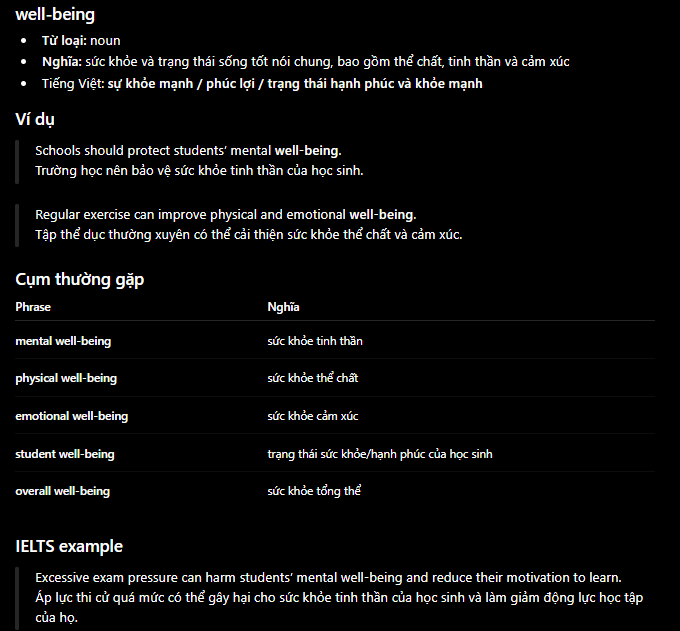 well-being
• Từ loại: noun
• Nghĩa: sức khỏe và trạng thái sống tốt nói chung, bao gồm thể chất, tinh thần và cảm xúc
• Tiếng Việt: sự khỏe mạnh / phúc lợi / trạng thái hạnh phúc và khỏe mạnh
Ví dụ
Schools should protect students’ mental well-being.
Trường học nên bảo vệ sức khỏe tinh thần của học sinh.
Regular exercise can improve physical and emotional well-being.
Tập thể dục thường xuyên có thể cải thiện sức khỏe thể chất và cảm xúc.
Cụm thường gặp
Phrase Nghĩa
mental well-being sức khỏe tinh thần
physical well-being sức khỏe thể chất
emotional well-being sức khỏe cảm xúc
student well-being trạng thái sức khỏe/hạnh phúc của học sinh
overall well-being sức khỏe tổng thể
IELTS example
Excessive exam pressure can harm students’ mental well-being and reduce their motivation to learn.
Áp lực thi cử quá mức có thể gây hại cho sức khỏe tinh thần của học sinh và làm giảm động lực học tập
của họ.